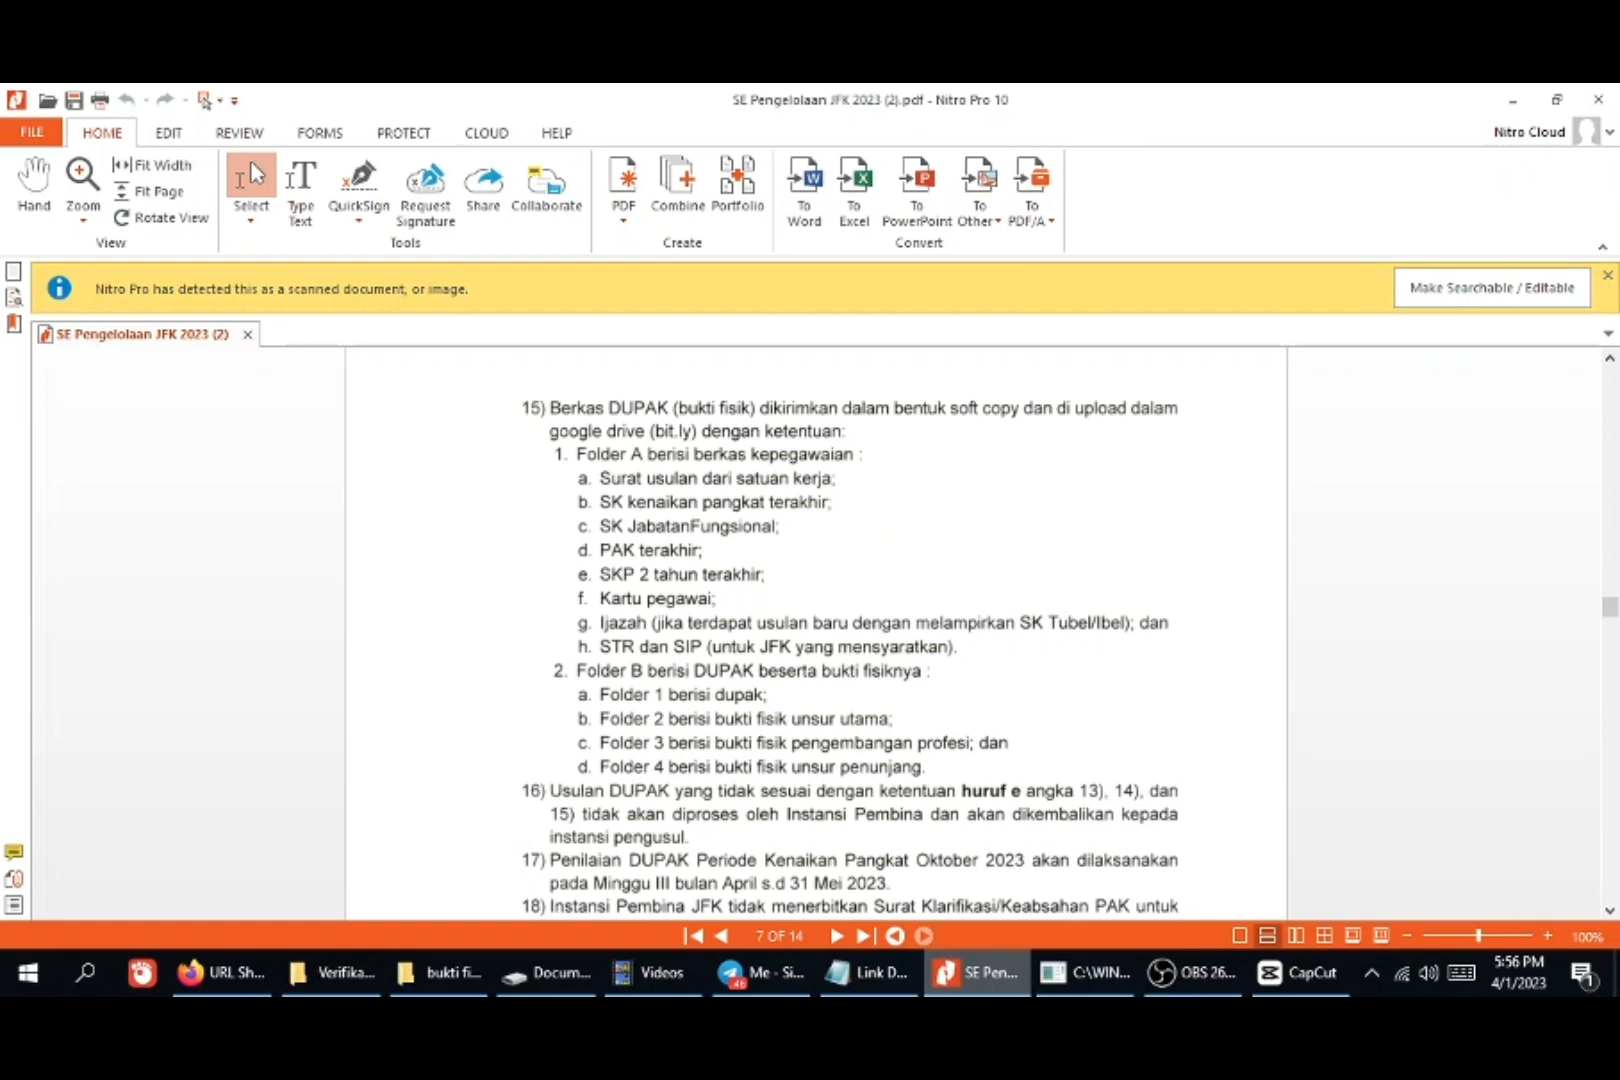 SE Pengelolaan JFK 2023 (2).pdf - Nitro Pro 10
FILE HOME EDIT REVIEW FORMS PROTECT CLOUD HELP Nitro Cloud
Hand
Zoom
Fit Width
Fit Page
Rotate View
View
Select
Type Text
QuickSign
Request Signature
Share
Collaborate
Tools
PDF
Combine
Portfolio
Create
To Word
To Excel
To PowerPoint
To Other
To PDF/A
Convert
Nitro Pro has detected this as a scanned document, or image.
Make Searchable / Editable
SE Pengelolaan JFK 2023 (2)
15) Berkas DUPAK (bukti fisik) dikirimkan dalam bentuk soft copy dan di upload dalam
google drive (bit.ly) dengan ketentuan:
1. Folder A berisi berkas kepegawaian :
a. Surat usulan dari satuan kerja;
b. SK kenaikan pangkat terakhir;
c. SK JabatanFungsional;
d. PAK terakhir;
e. SKP 2 tahun terakhir;
f. Kartu pegawai;
g. Ijazah (jika terdapat usulan baru dengan melampirkan SK Tubel/Ibel); dan
h. STR dan SIP (untuk JFK yang mensyaratkan).
2. Folder B berisi DUPAK beserta bukti fisiknya :
a. Folder 1 berisi dupak;
b. Folder 2 berisi bukti fisik unsur utama;
c. Folder 3 berisi bukti fisik pengembangan profesi; dan
d. Folder 4 berisi bukti fisik unsur penunjang.
16) Usulan DUPAK yang tidak sesuai dengan ketentuan huruf e angka 13), 14), dan
15) tidak akan diproses oleh Instansi Pembina dan akan dikembalikan kepada
instansi pengusul.
17) Penilaian DUPAK Periode Kenaikan Pangkat Oktober 2023 akan dilaksanakan
pada Minggu III bulan April s.d 31 Mei 2023.
18) Instansi Pembina JFK tidak menerbitkan Surat Klarifikasi/Keabsahan PAK untuk
7 OF 14
100%
URL Sh...
Verifika...
bukti fi...
Docum...
Videos
Me - Si...
Link D...
SE Pen...
C:\WIN...
OBS 26...
CapCut
5:56 PM
4/1/2023
1